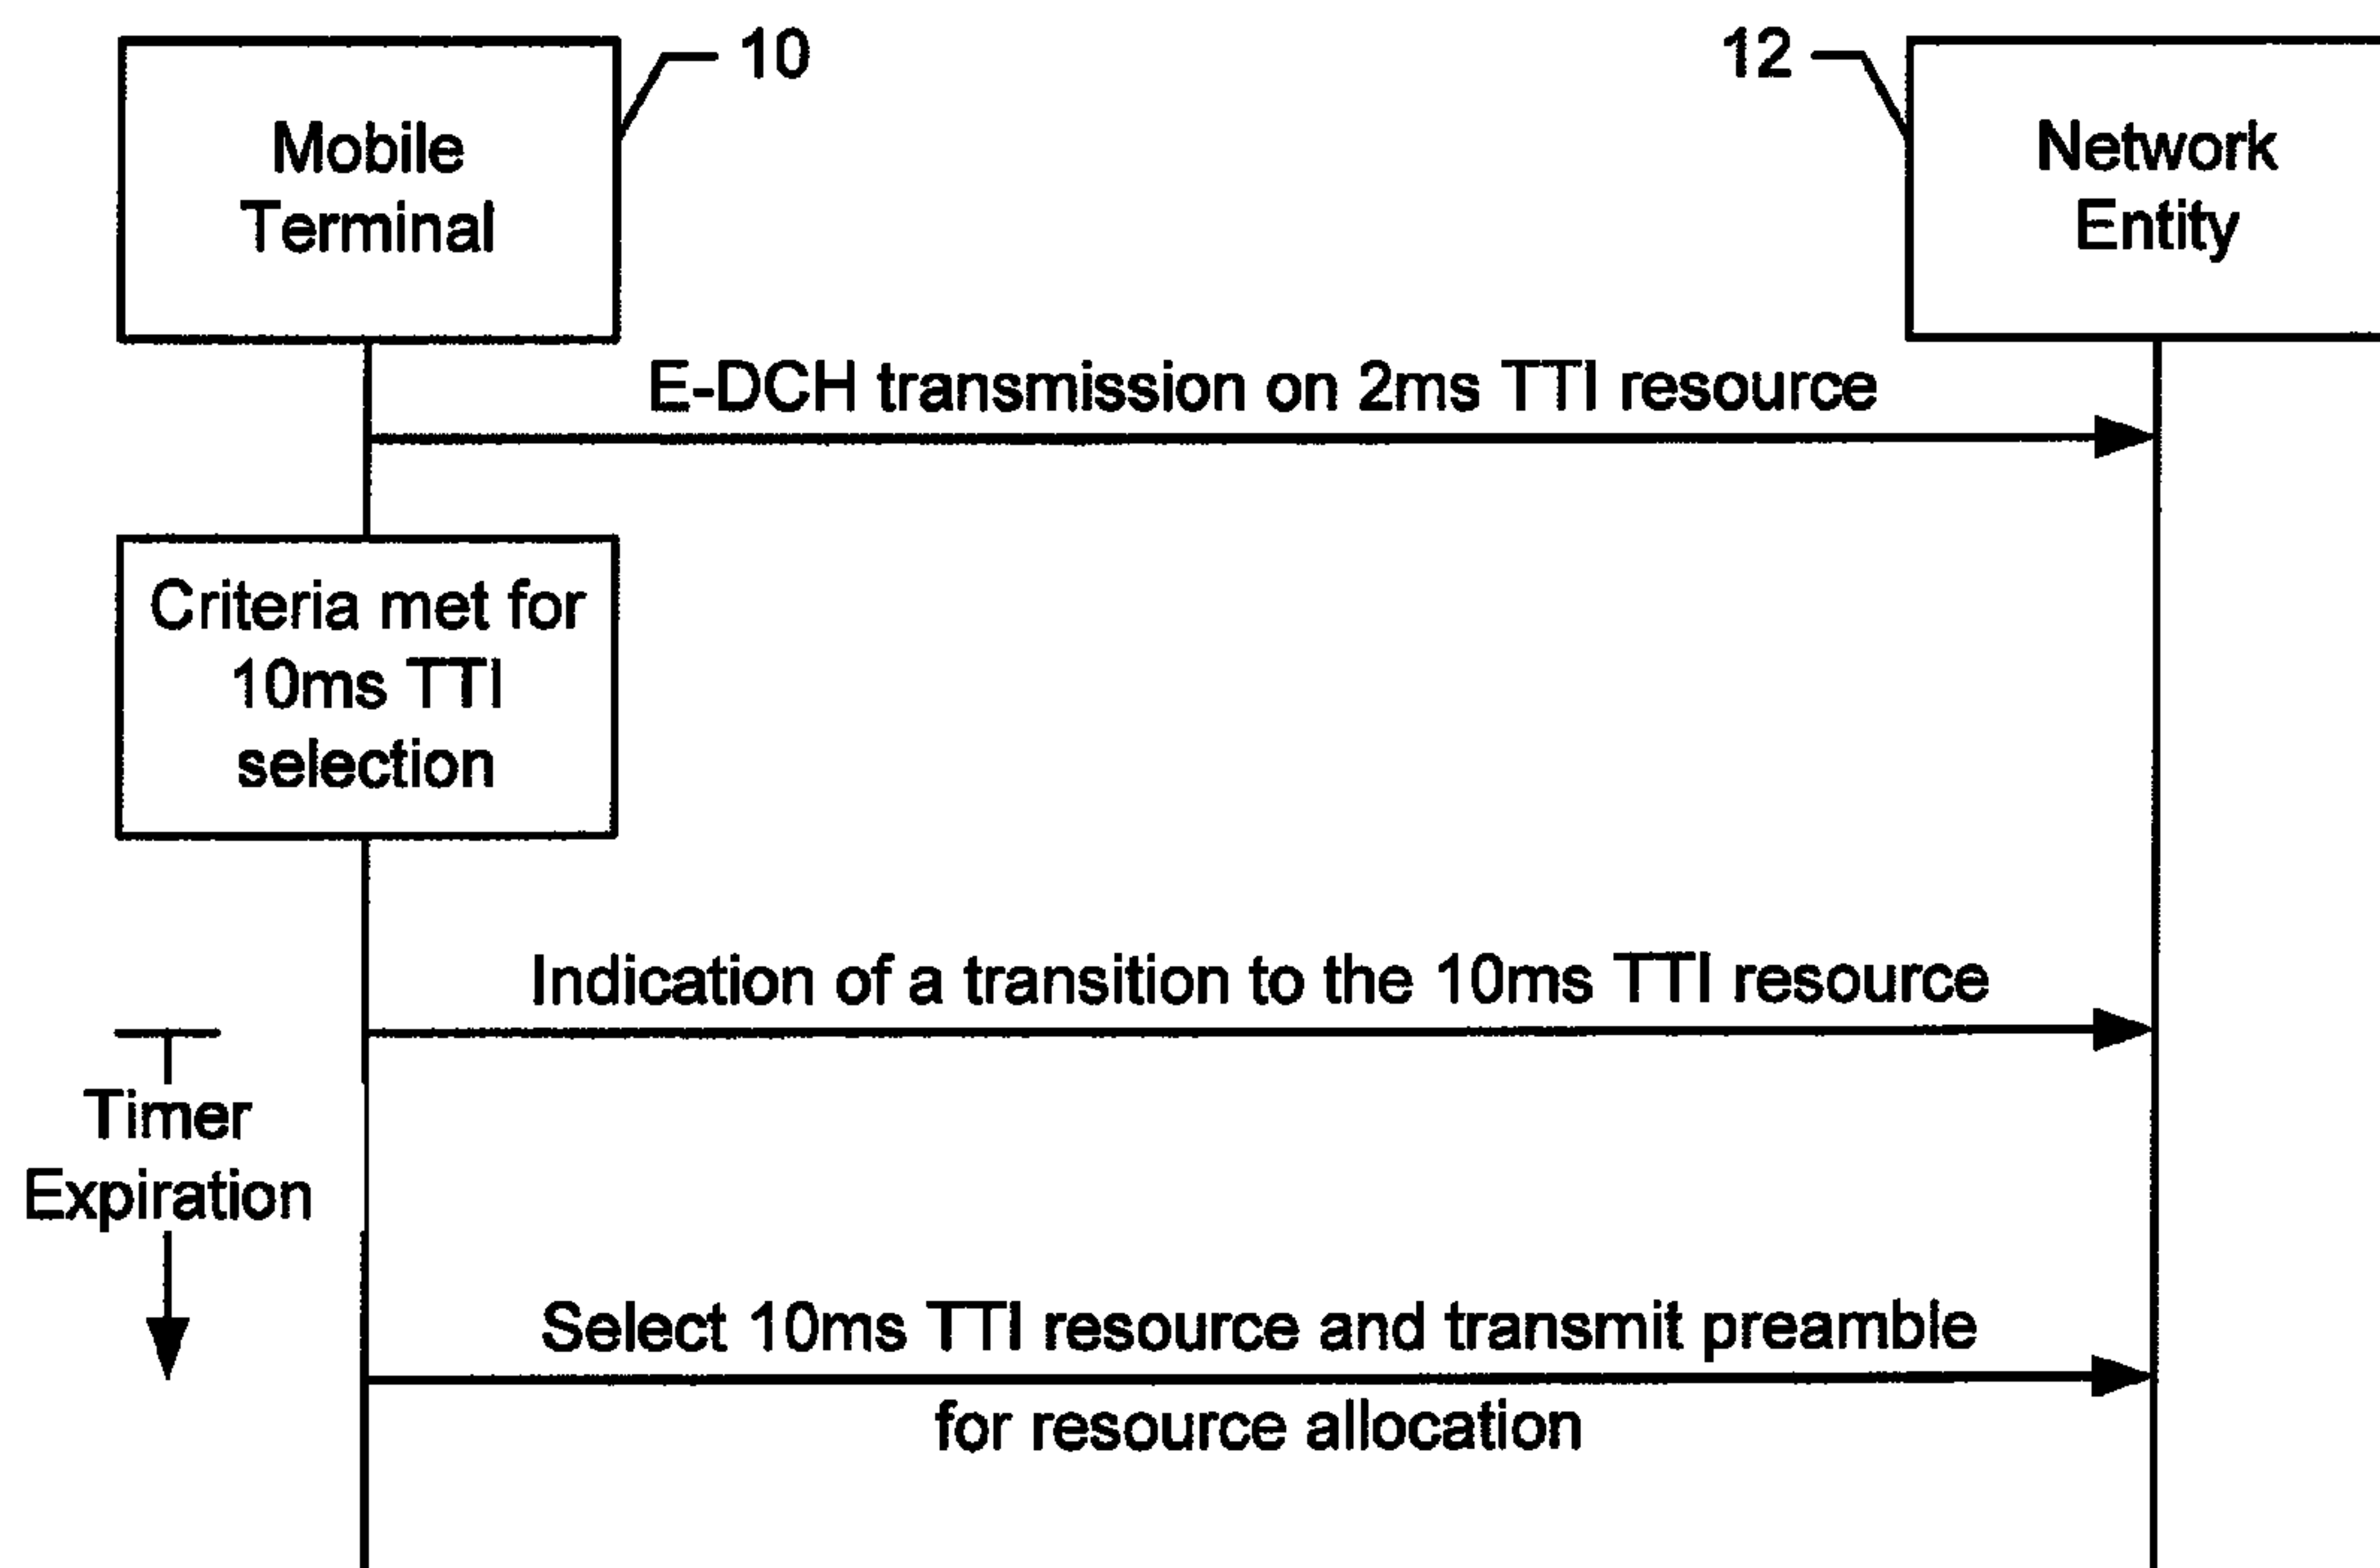 10
12
Mobile
Terminal
Network
Entity
E-DCH transmission on 2ms TTI resource
Criteria met for
10ms TTI
selection
Indication of a transition to the 10ms TTI resource
Timer
Expiration
Select 10ms TTI resource and transmit preamble
for resource allocation